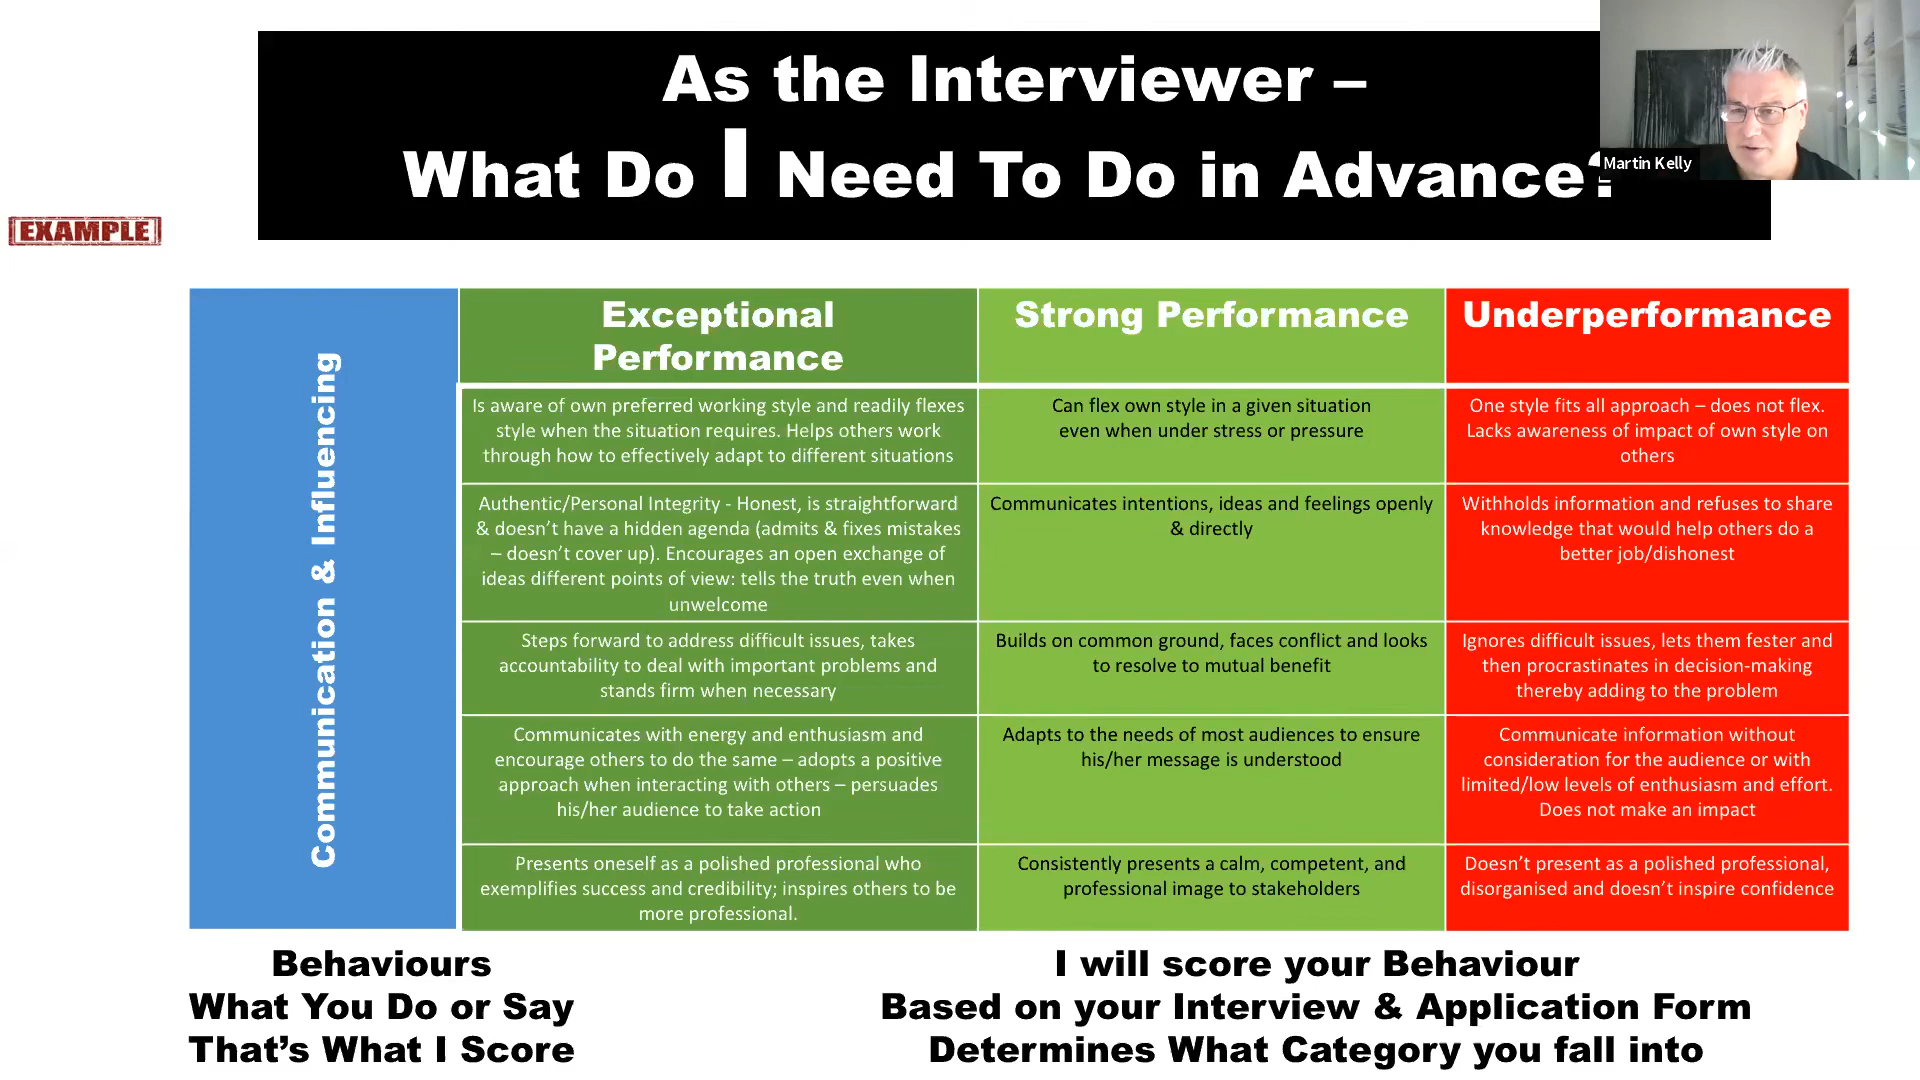 As the Interviewer –
What Do I Need To Do in Advance?
Martin Kelly
EXAMPLE
Communication & Influencing
Exceptional
Performance
Strong Performance
Underperformance
Is aware of own preferred working style and readily flexes
style when the situation requires. Helps others work
through how to effectively adapt to different situations
Can flex own style in a given situation
even when under stress or pressure
One style fits all approach – does not flex.
Lacks awareness of impact of own style on
others
Authentic/Personal Integrity - Honest, is straightforward
& doesn’t have a hidden agenda (admits & fixes mistakes
– doesn’t cover up). Encourages an open exchange of
ideas different points of view: tells the truth even when
unwelcome
Communicates intentions, ideas and feelings openly
& directly
Withholds information and refuses to share
knowledge that would help others do a
better job/dishonest
Steps forward to address difficult issues, takes
accountability to deal with important problems and
stands firm when necessary
Builds on common ground, faces conflict and looks
to resolve to mutual benefit
Ignores difficult issues, lets them fester and
then procrastinates in decision-making
thereby adding to the problem
Communicates with energy and enthusiasm and
encourage others to do the same – adopts a positive
approach when interacting with others – persuades
his/her audience to take action
Adapts to the needs of most audiences to ensure
his/her message is understood
Communicate information without
consideration for the audience or with
limited/low levels of enthusiasm and effort.
Does not make an impact
Presents oneself as a polished professional who
exemplifies success and credibility; inspires others to be
more professional.
Consistently presents a calm, competent, and
professional image to stakeholders
Doesn’t present as a polished professional,
disorganised and doesn’t inspire confidence
Behaviours
What You Do or Say
That’s What I Score
I will score your Behaviour
Based on your Interview & Application Form
Determines What Category you fall into